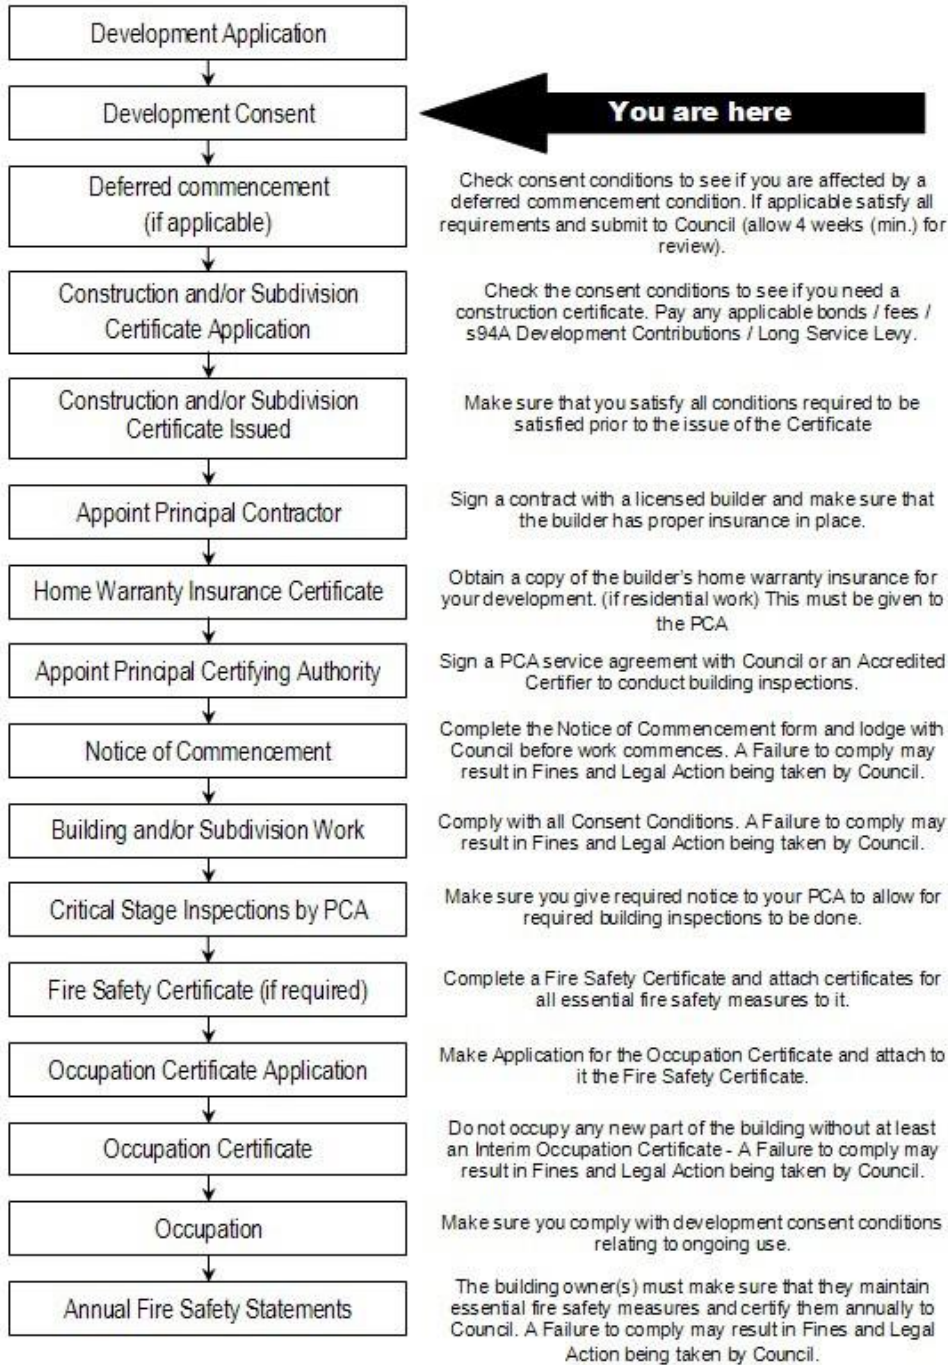 Development Application
Development Consent
You are here
Deferred commencement
(if applicable)
Check consent conditions to see if you are affected by a
deferred commencement condition. If applicable satisfy all
requirements and submit to Council (allow 4 weeks (min.) for
review).
Construction and/or Subdivision
Certificate Application
Check the consent conditions to see if you need a
construction certificate. Pay any applicable bonds / fees /
s94A Development Contributions / Long Service Levy.
Construction and/or Subdivision
Certificate Issued
Make sure that you satisfy all conditions required to be
satisfied prior to the issue of the Certificate
Appoint Principal Contractor
Sign a contract with a licensed builder and make sure that
the builder has proper insurance in place.
Home Warranty Insurance Certificate
Obtain a copy of the builder's home warranty insurance for
your development. (if residential work) This must be given to
the PCA
Appoint Principal Certifying Authority
Sign a PCA service agreement with Council or an Accredited
Certifier to conduct building inspections.
Notice of Commencement
Complete the Notice of Commencement form and lodge with
Council before work commences. A Failure to comply may
result in Fines and Legal Action being taken by Council.
Building and/or Subdivision Work
Comply with all Consent Conditions. A Failure to comply may
result in Fines and Legal Action being taken by Council.
Critical Stage Inspections by PCA
Make sure you give required notice to your PCA to allow for
required building inspections to be done.
Fire Safety Certificate (if required)
Complete a Fire Safety Certificate and attach certificates for
all essential fire safety measures to it.
Occupation Certificate Application
Make Application for the Occupation Certificate and attach to
it the Fire Safety Certificate.
Occupation Certificate
Do not occupy any new part of the building without at least
an Interim Occupation Certificate - A Failure to comply may
result in Fines and Legal Action being taken by Council.
Occupation
Make sure you comply with development consent conditions
relating to ongoing use.
Annual Fire Safety Statements
The building owner(s) must make sure that they maintain
essential fire safety measures and certify them annually to
Council. A Failure to comply may result in Fines and Legal
Action being taken by Council.